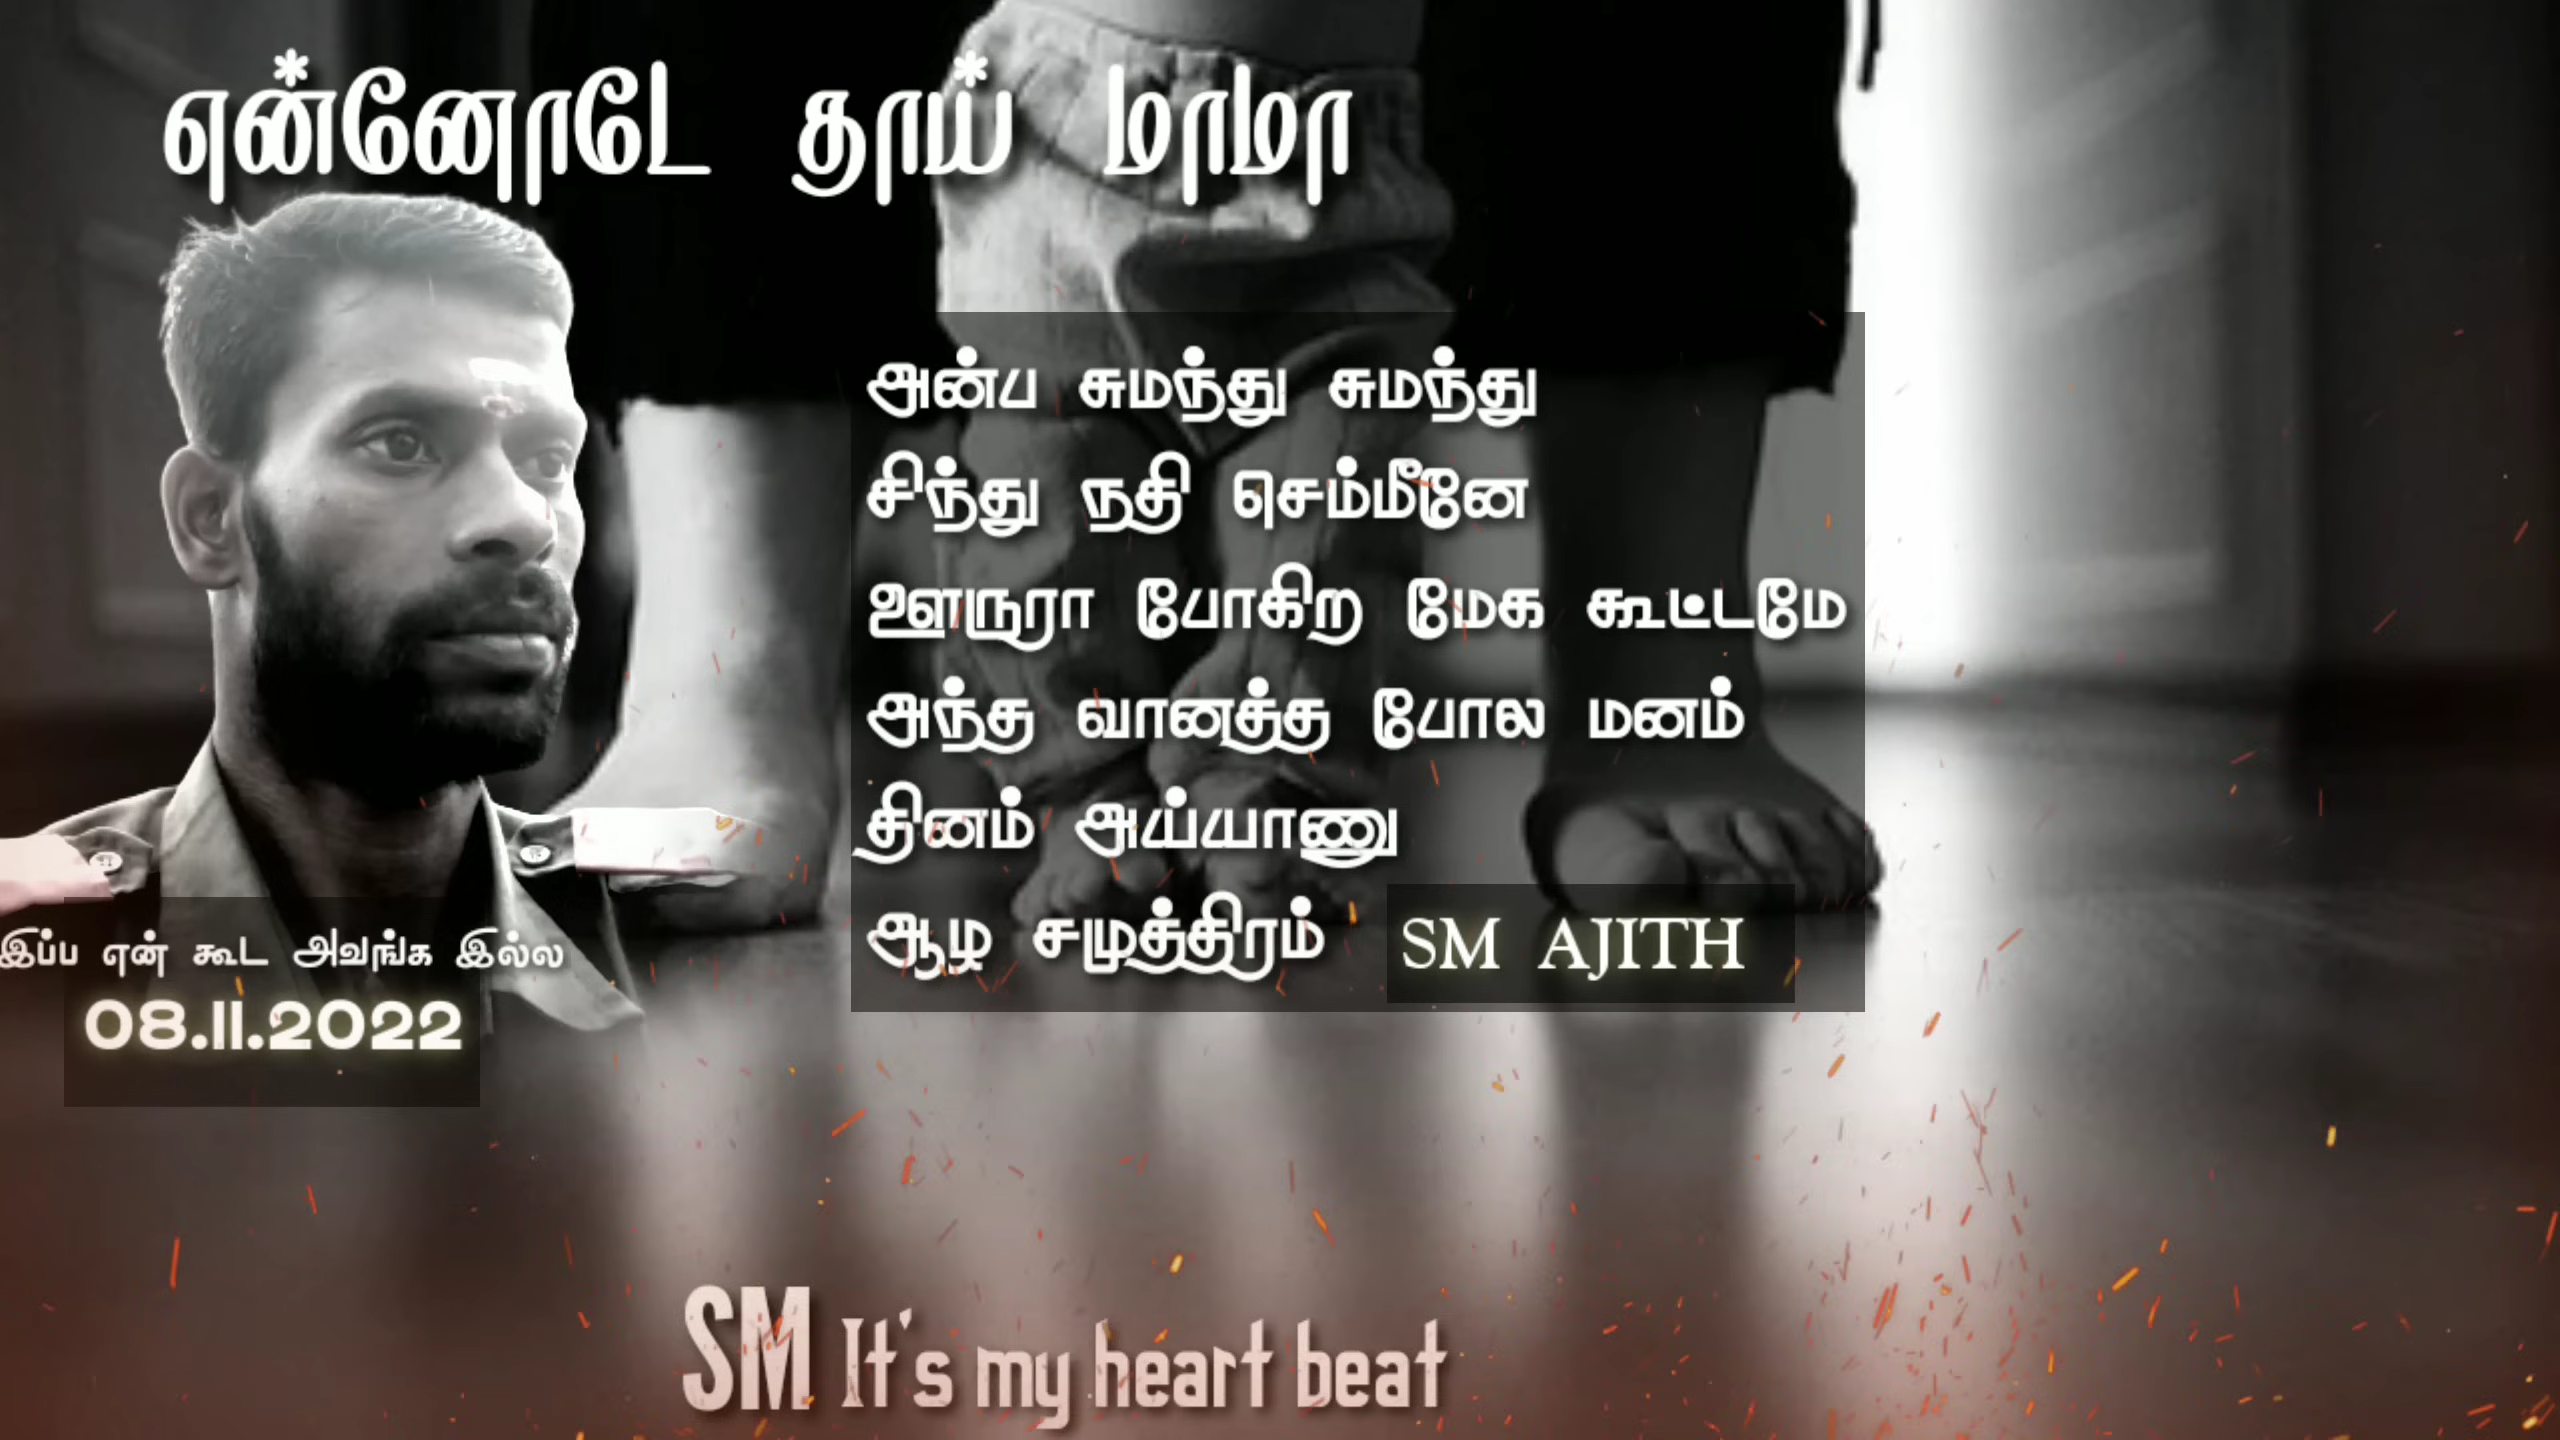 ஏன்னோடே தாய் மாமா
அன்ப சுமந்து சுமந்து
சிந்து நதி செம்மீனே
ஊரூரா போகிற மேக கூட்டமே
அந்த வானத்த போல மனம்
தினம் அய்யாணு
ஆழ சமுத்திரம்
SM AJITH
இப்ப என் கூட அவங்க இல்ல
08.11.2022
SM It's my heart beat